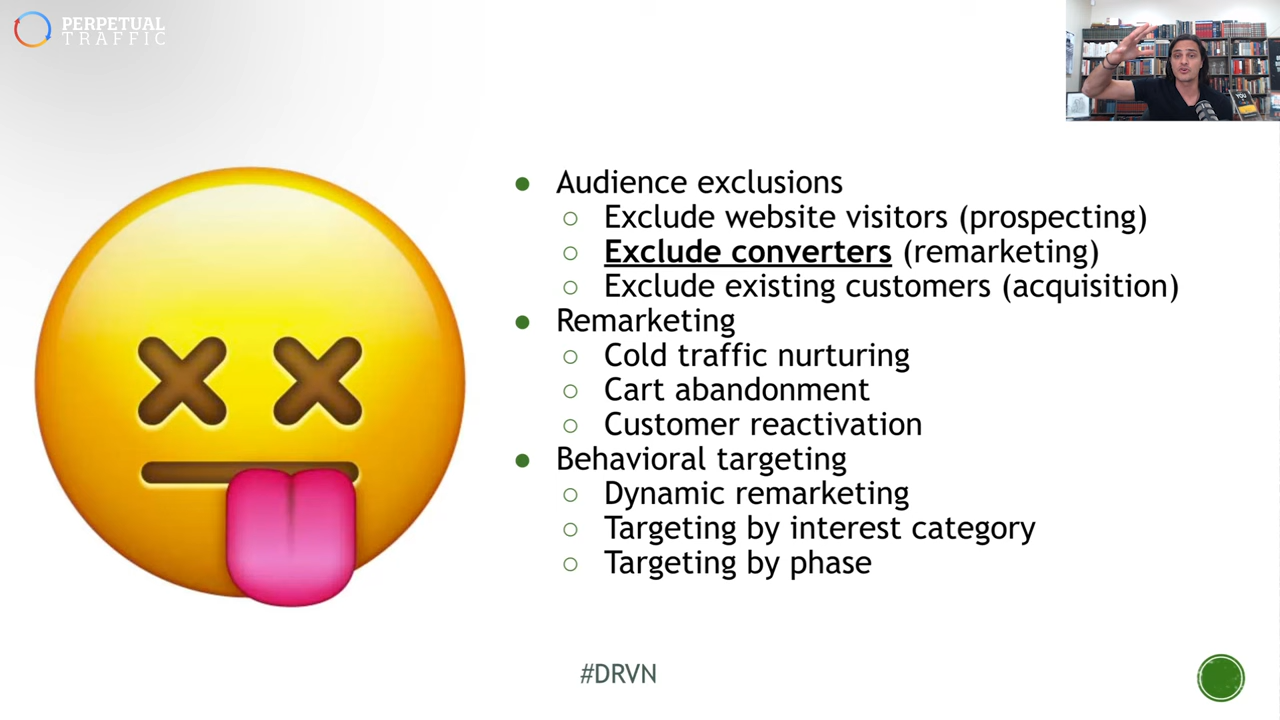 PERPETUAL
TRAFFIC
● Audience exclusions
○ Exclude website visitors (prospecting)
○ Exclude converters (remarketing)
○ Exclude existing customers (acquisition)
● Remarketing
○ Cold traffic nurturing
○ Cart abandonment
○ Customer reactivation
● Behavioral targeting
○ Dynamic remarketing
○ Targeting by interest category
○ Targeting by phase
#DRVN